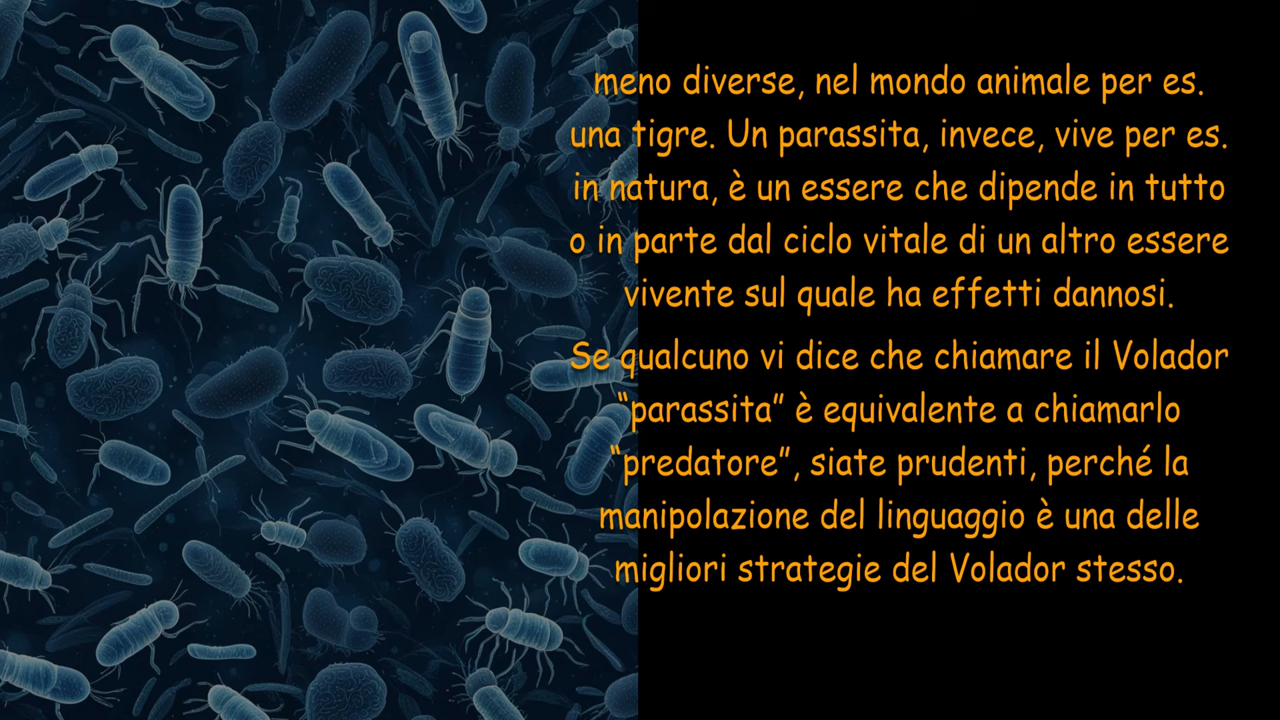 meno diverse, nel mondo animale per es.
una tigre. Un parassita, invece, vive per es.
in natura, è un essere che dipende in tutto
o in parte dal ciclo vitale di un altro essere
vivente sul quale ha effetti dannosi.
Se qualcuno vi dice che chiamare il Volador
“parassita” è equivalente a chiamarlo
“predatore”, siate prudenti, perché la
manipolazione del linguaggio è una delle
migliori strategie del Volador stesso.